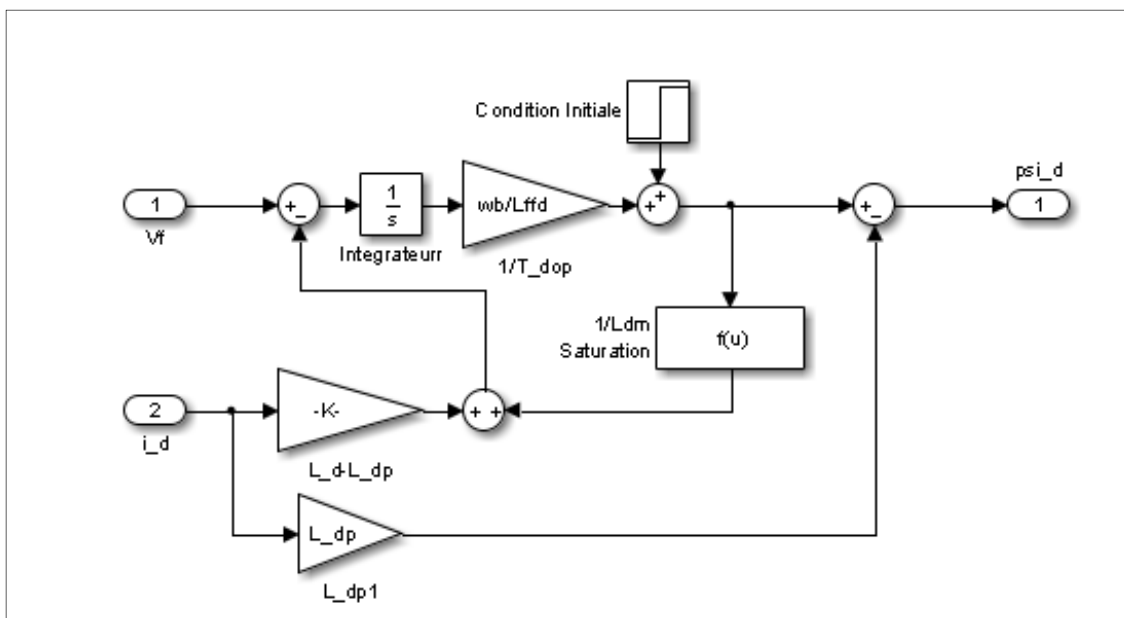 Condition Initiale
psi_d
1
Vf
+
-
1
s
Integrateurr
wb/Lffd
1/T_dop
+
+
+
-
1
1/Ldm
Saturation
f(u)
2
i_d
-K-
L_d-L_dp
+ +
L_dp
L_dp1